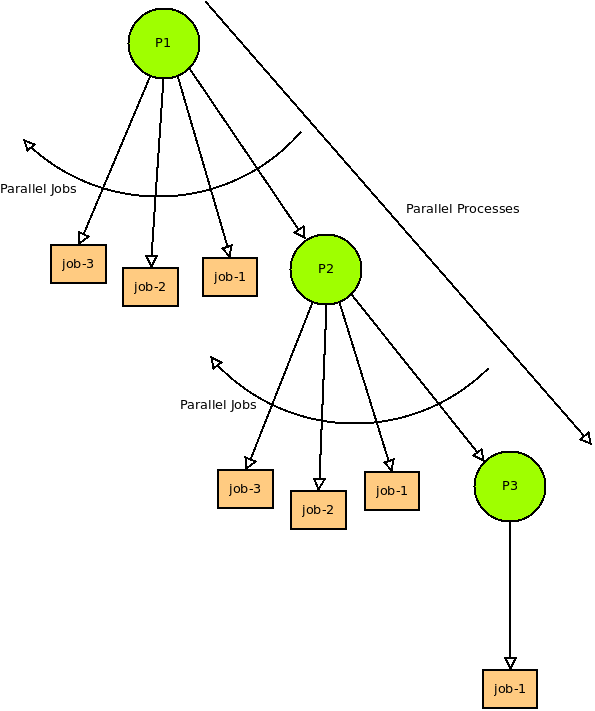 P1
Parallel Jobs
Parallel Processes
job-3
job-2
job-1
P2
Parallel Jobs
job-3
job-2
job-1
P3
job-1